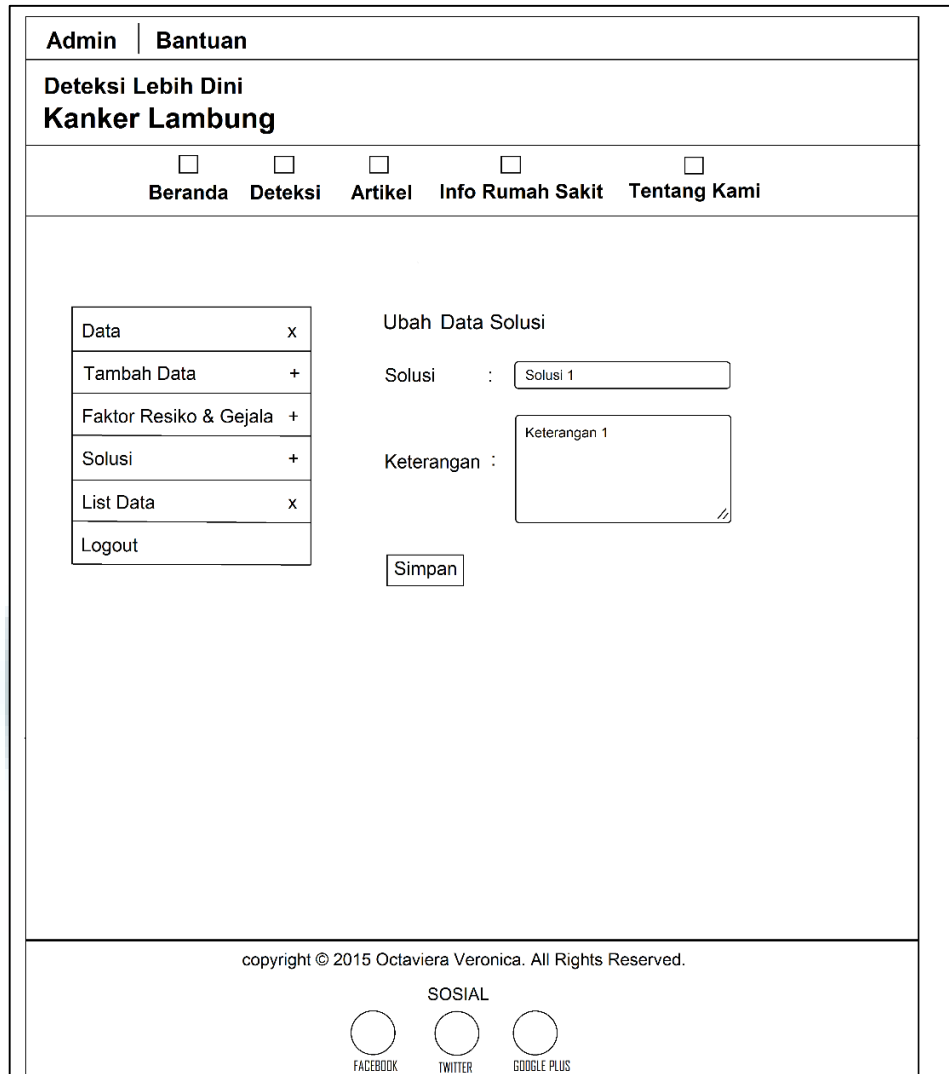 Admin | Bantuan
Deteksi Lebih Dini
Kanker Lambung
Beranda Deteksi Artikel Info Rumah Sakit Tentang Kami
Data x
Tambah Data +
Faktor Resiko & Gejala +
Solusi +
List Data x
Logout
Ubah Data Solusi
Solusi : Solusi 1
Keterangan : Keterangan 1
Simpan
copyright © 2015 Octaviera Veronica. All Rights Reserved.
SOSIAL
FACEBOOK TWITTER GOOGLE PLUS